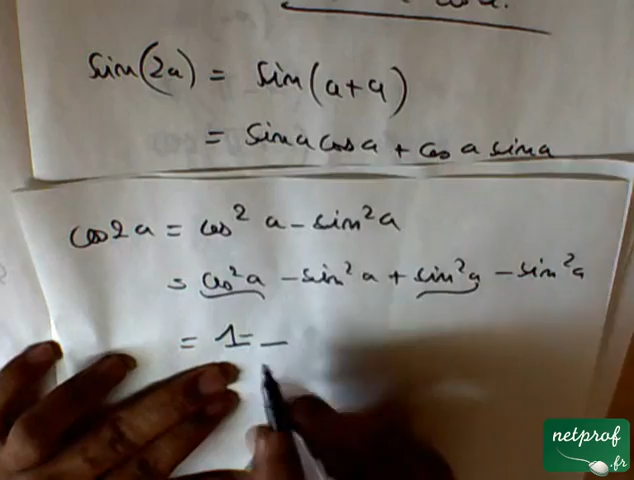 sin(2a) = sin(a+a)
= sin a cos a + cos a sin a
cos 2a = cos² a - sin² a
= cos² a - sin² a + sin² a - sin² a
= 1 - 
netprof
.fr